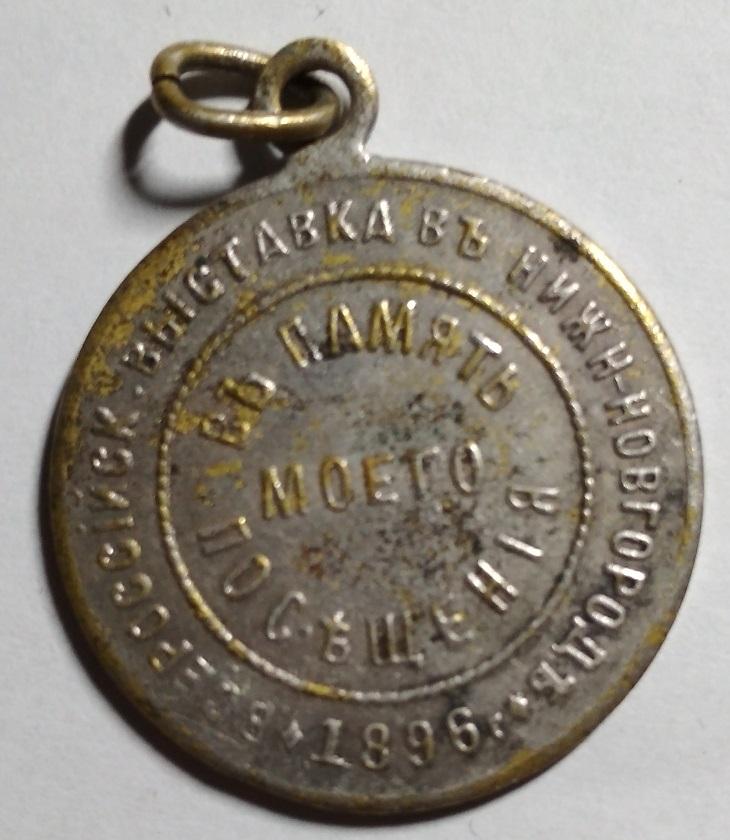 ВСЕРОССІЙСК. ВЫСТАВКА ВЪ НИЖН-НОВГОРОДѢ
1896.
ВЪ ПАМЯТЬ
МОЕГО
ПОСѢЩЕНІЯ